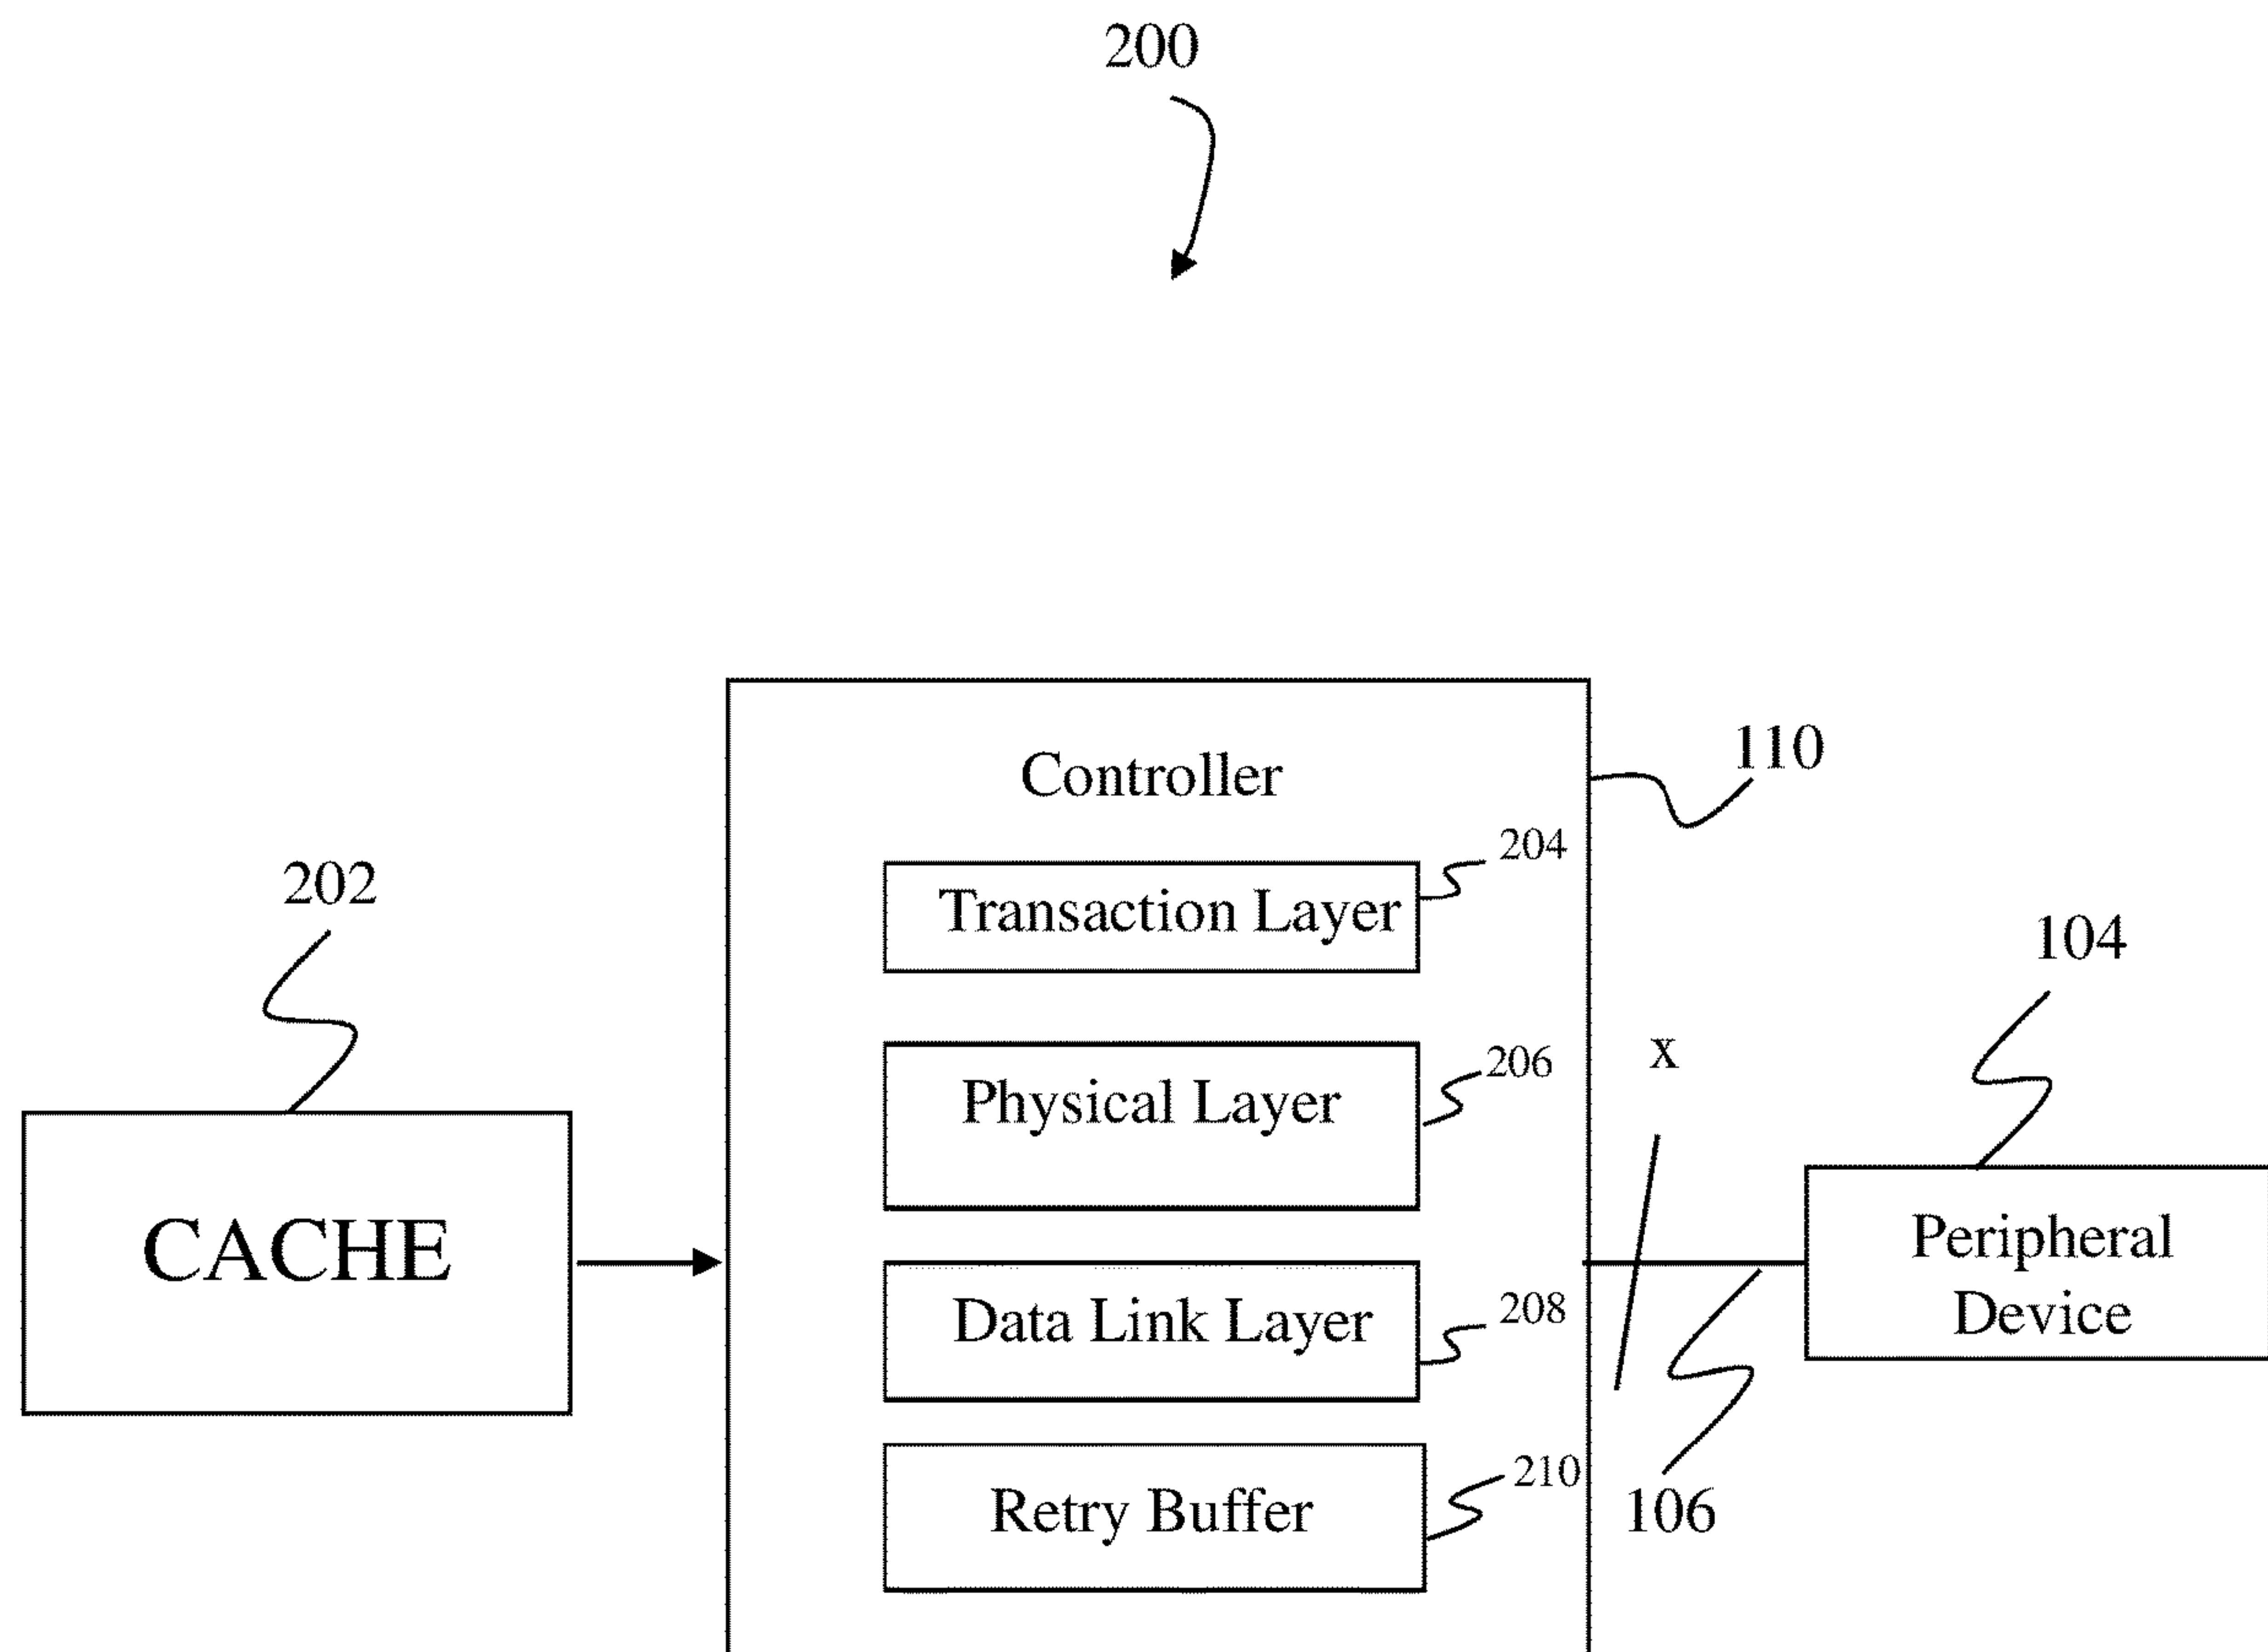 200
Controller
110
204
Transaction Layer
202
104
x
206
Physical Layer
CACHE
Peripheral
Device
208
Data Link Layer
210
Retry Buffer
106